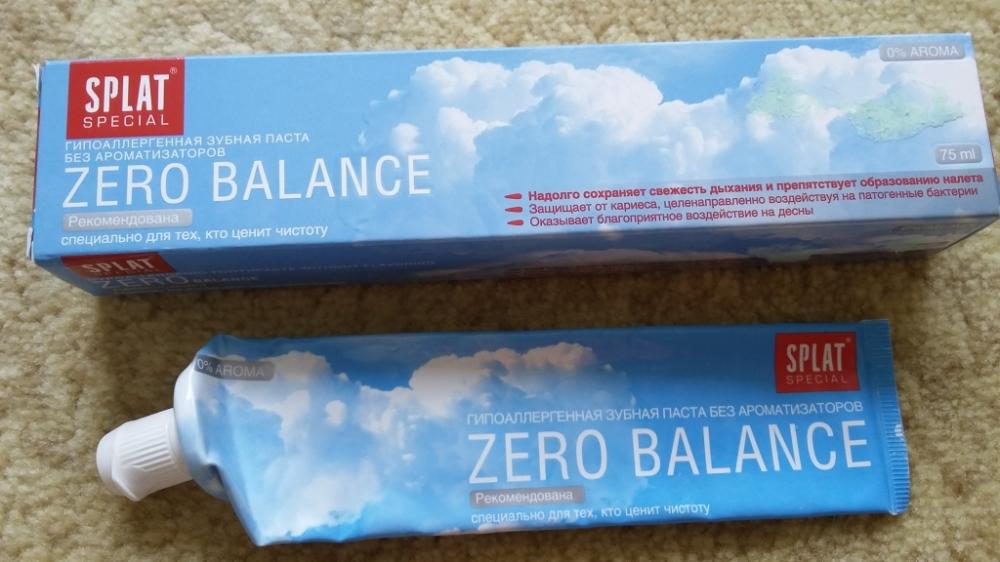 SPLAT®
SPECIAL
0% AROMA
ГИПОАЛЛЕРГЕННАЯ ЗУБНАЯ ПАСТА
БЕЗ АРОМАТИЗАТОРОВ
ZERO BALANCE
75 ml
Рекомендована
специально для тех, кто ценит чистоту
Надолго сохраняет свежесть дыхания и препятствует образованию налета
Защищает от кариеса, целенаправленно воздействуя на патогенные бактерии
Оказывает благоприятное воздействие на десны
SPLAT
TOOTHPASTE WITHOUT
ZERO BALANCE
0% AROMA
SPLAT®
SPECIAL
ГИПОАЛЛЕРГЕННАЯ ЗУБНАЯ ПАСТА БЕЗ АРОМАТИЗАТОРОВ
ZERO BALANCE
Рекомендована
специально для тех, кто ценит чистоту